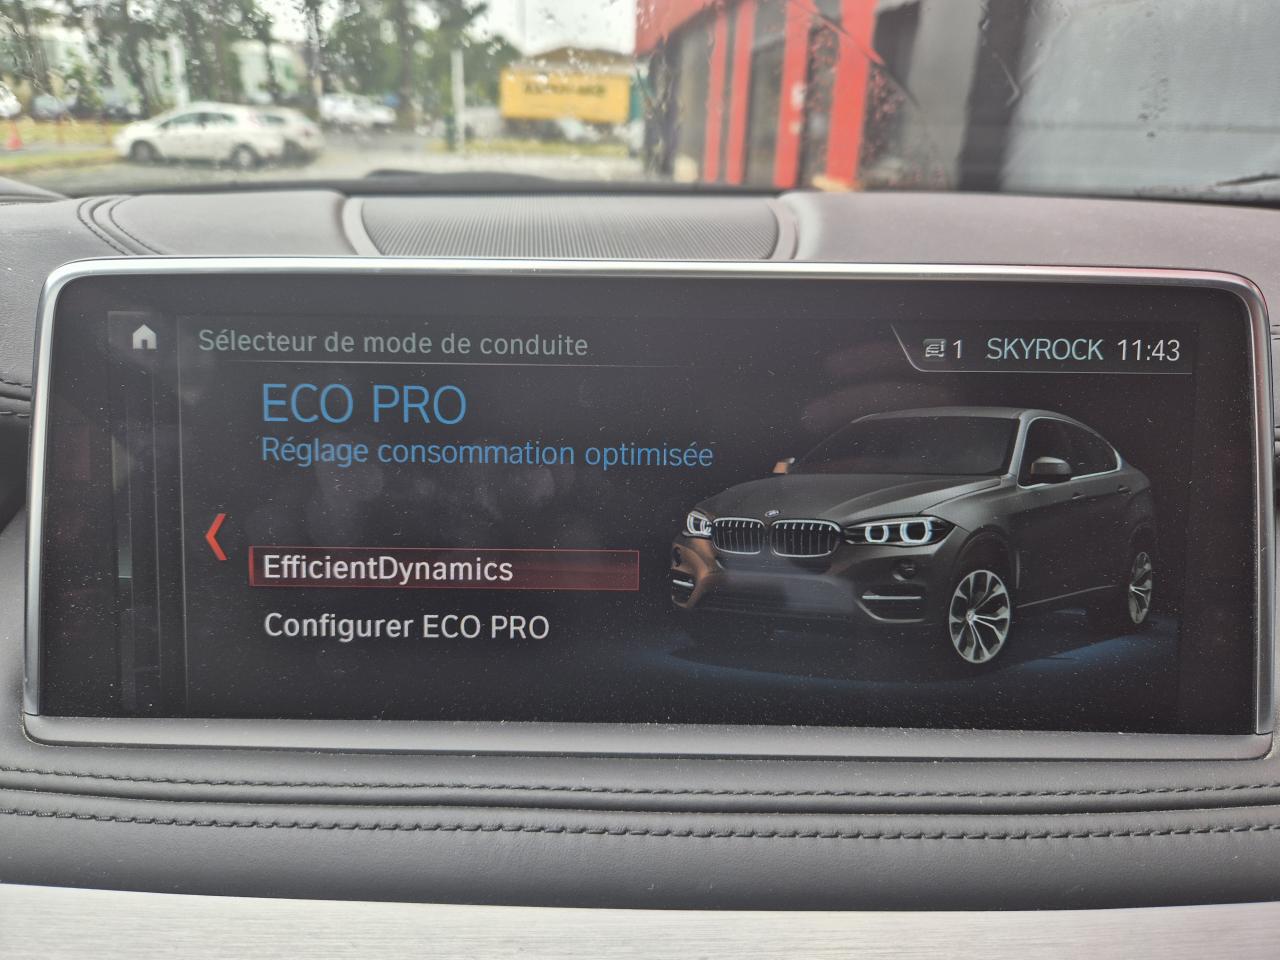 Sélecteur de mode de conduite
1 SKYROCK 11:43
ECO PRO
Réglage consommation optimisée
EfficientDynamics
Configurer ECO PRO